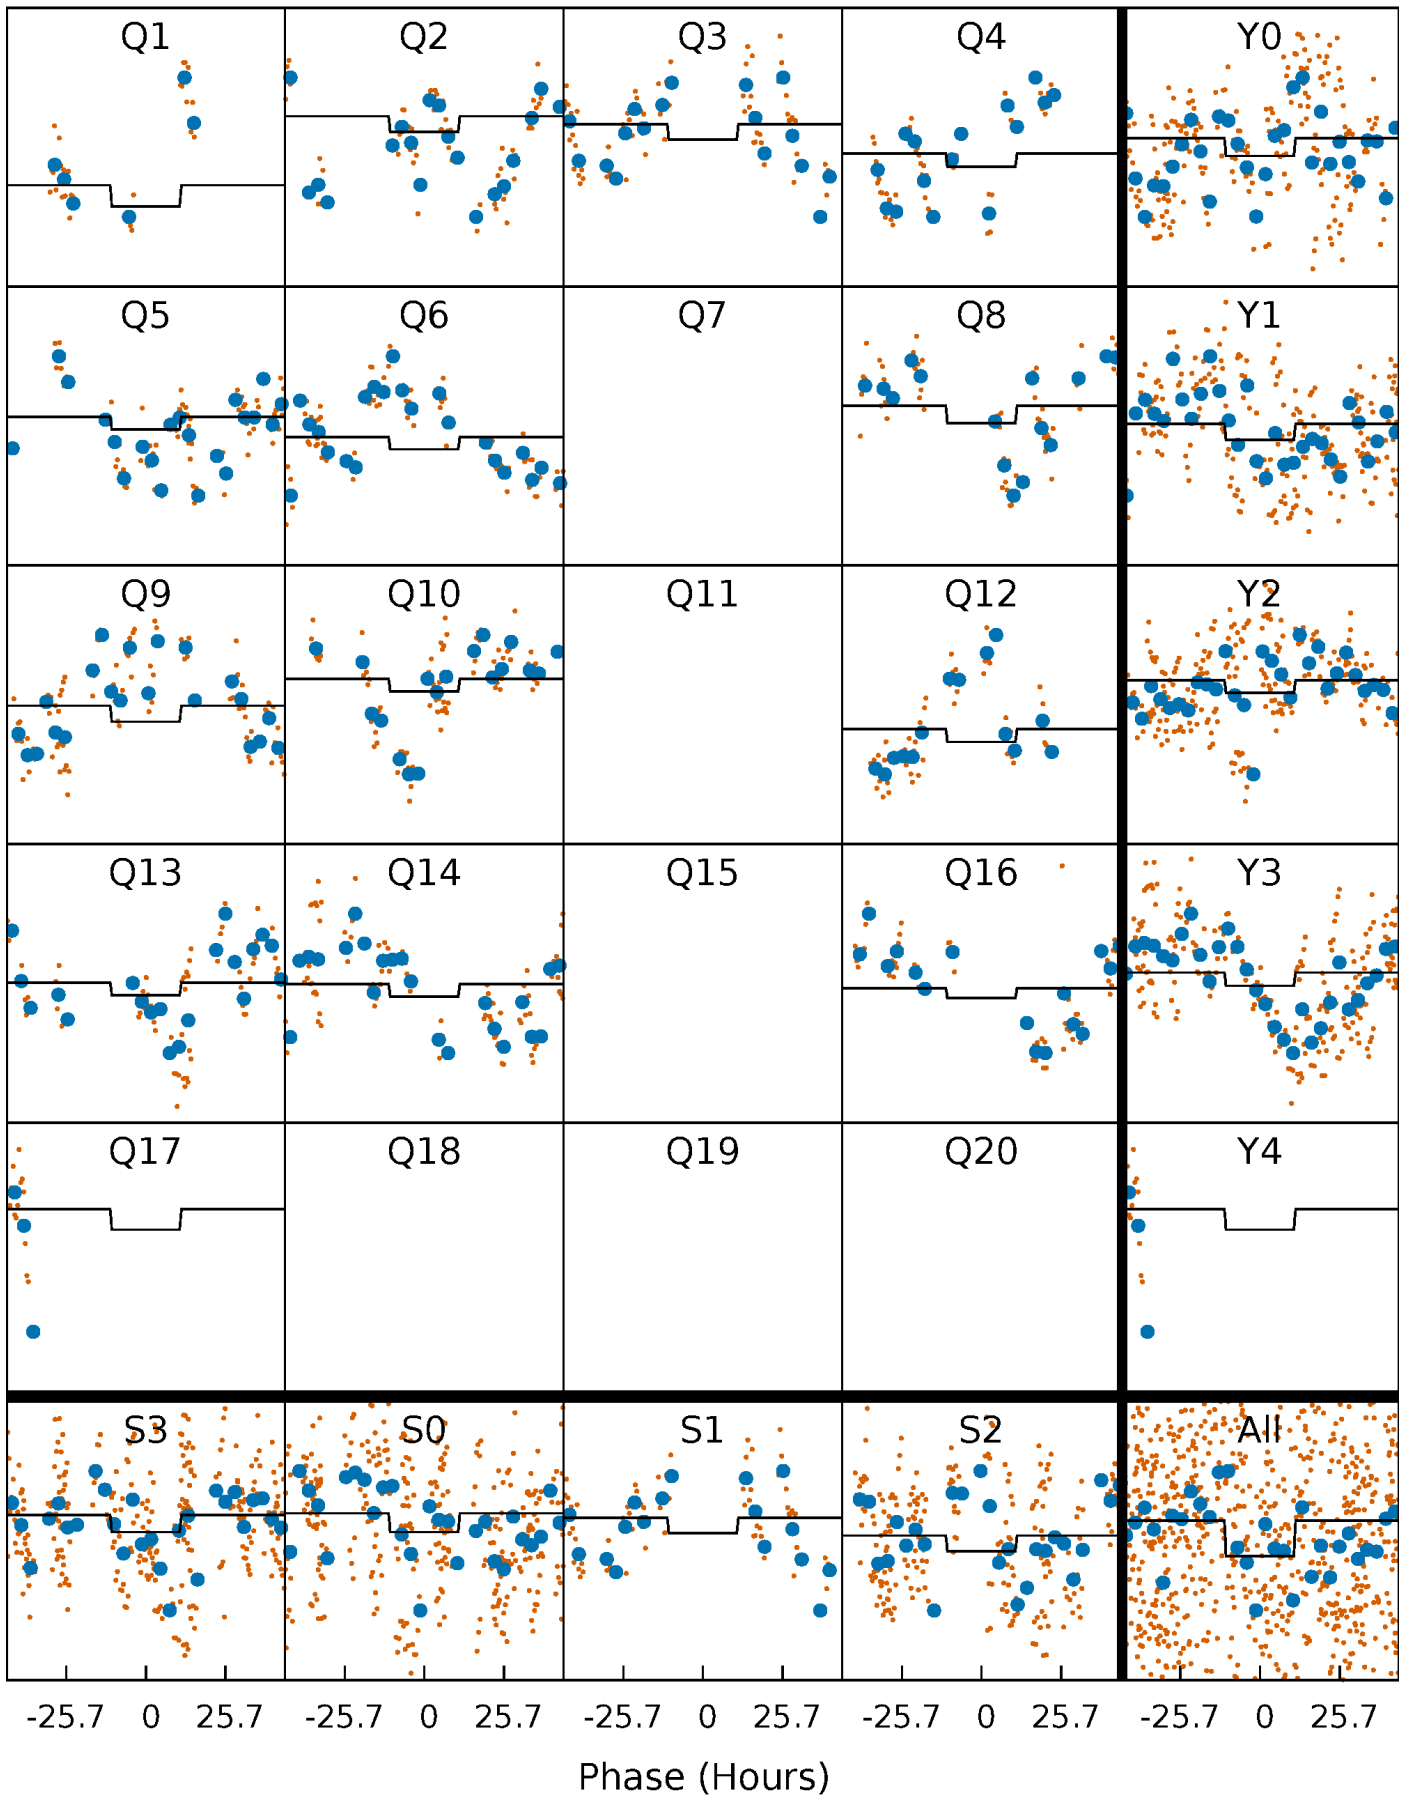 Q1 Q2 Q3 Q4 Y0
Q5 Q6 Q7 Q8 Y1
Q9 Q10 Q11 Q12 Y2
Q13 Q14 Q15 Q16 Y3
Q17 Q18 Q19 Q20 Y4
S3 S0 S1 S2 All
-25.7 0 25.7 -25.7 0 25.7 -25.7 0 25.7 -25.7 0 25.7 -25.7 0 25.7
Phase (Hours)